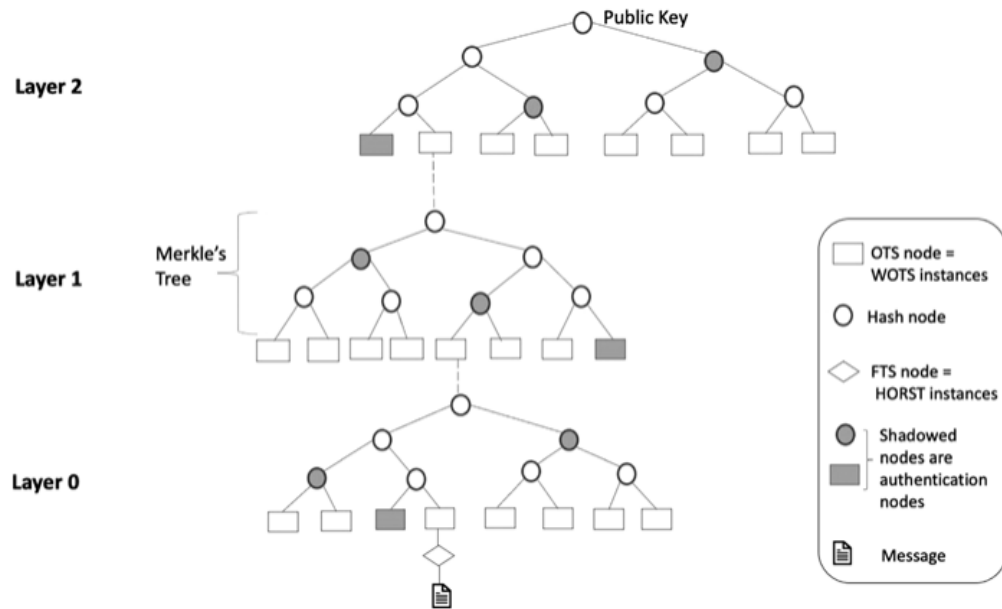 Public Key
Layer 2
Merkle's
Tree
Layer 1
Layer 0
OTS node =
WOTS instances
Hash node
FTS node =
HORST instances
Shadowed
nodes are
authentication
nodes
Message